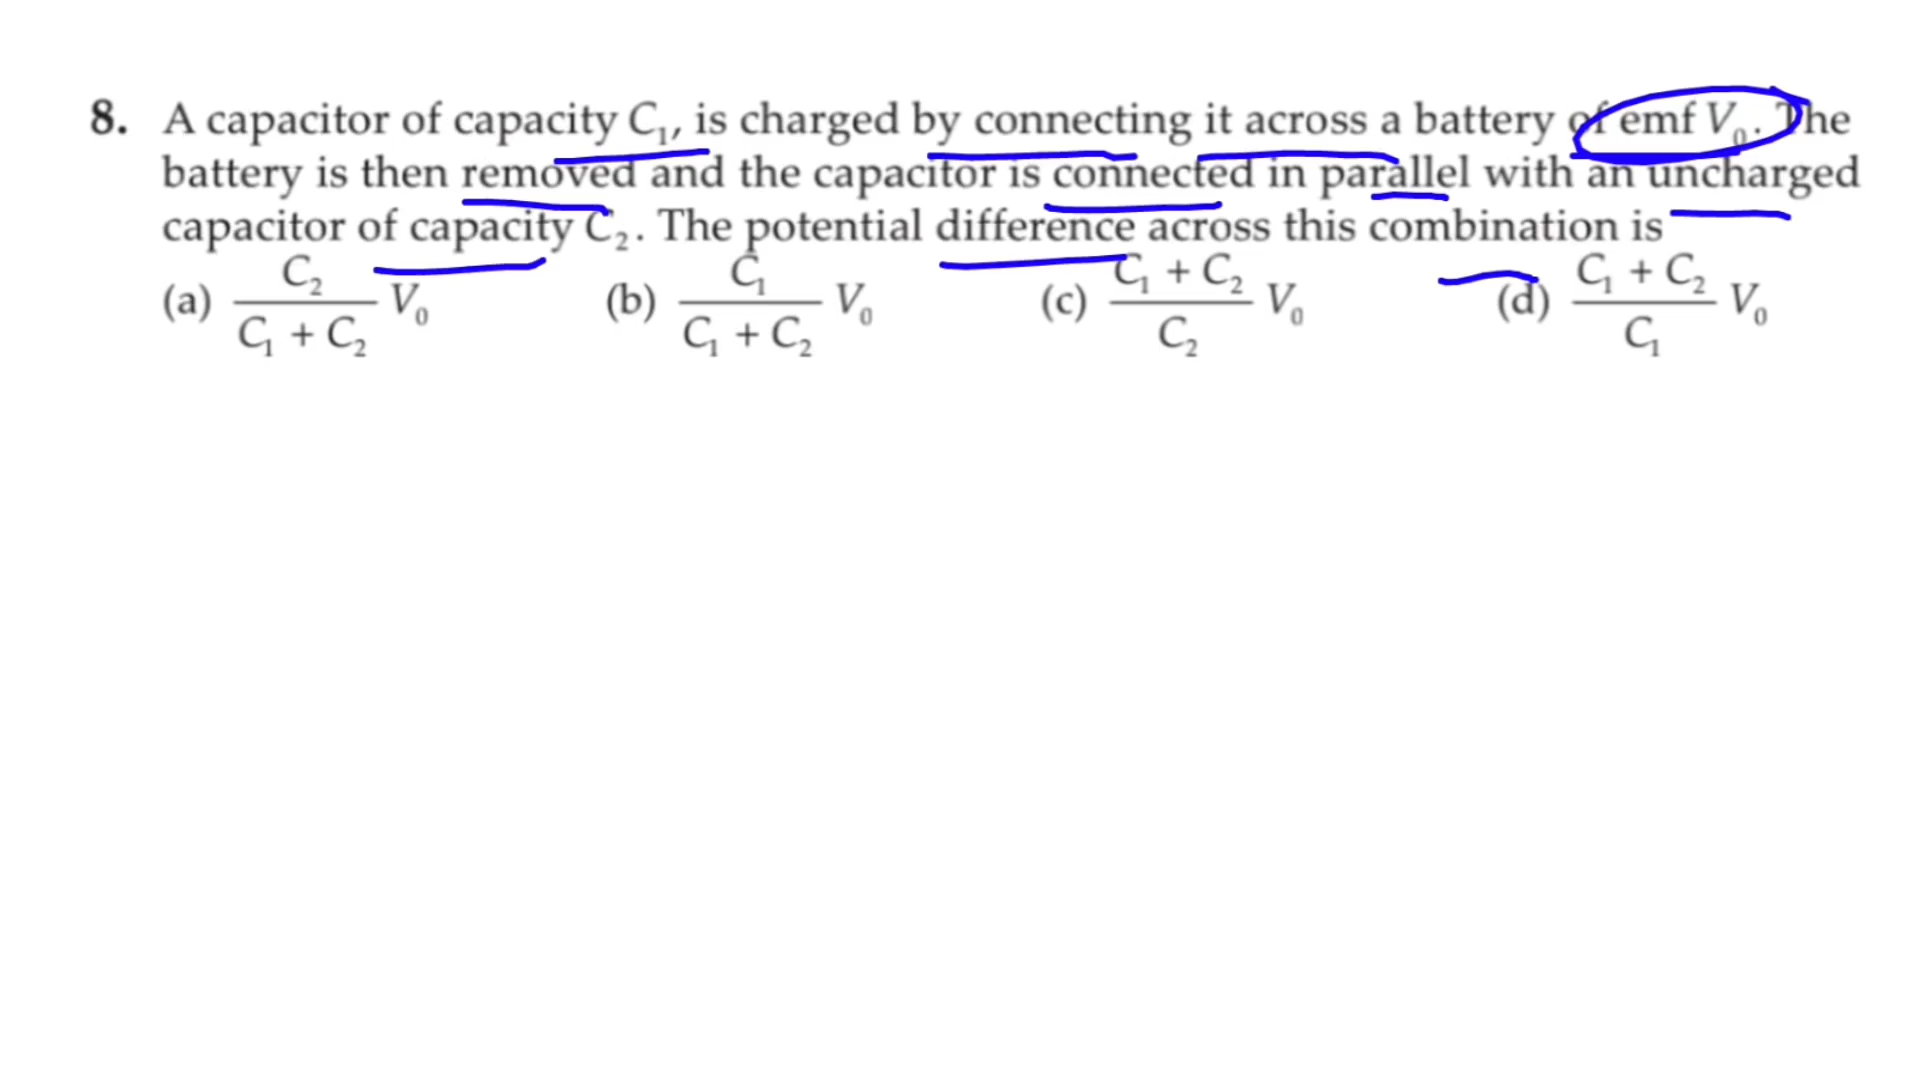 8. A capacitor of capacity C₁, is charged by connecting it across a battery of emf V₀. The
battery is then removed and the capacitor is connected in parallel with an uncharged
capacitor of capacity C₂. The potential difference across this combination is
(a) C₂/(C₁ + C₂) V₀ (b) C₁/(C₁ + C₂) V₀ (c) (C₁ + C₂)/C₂ V₀ (d) (C₁ + C₂)/C₁ V₀